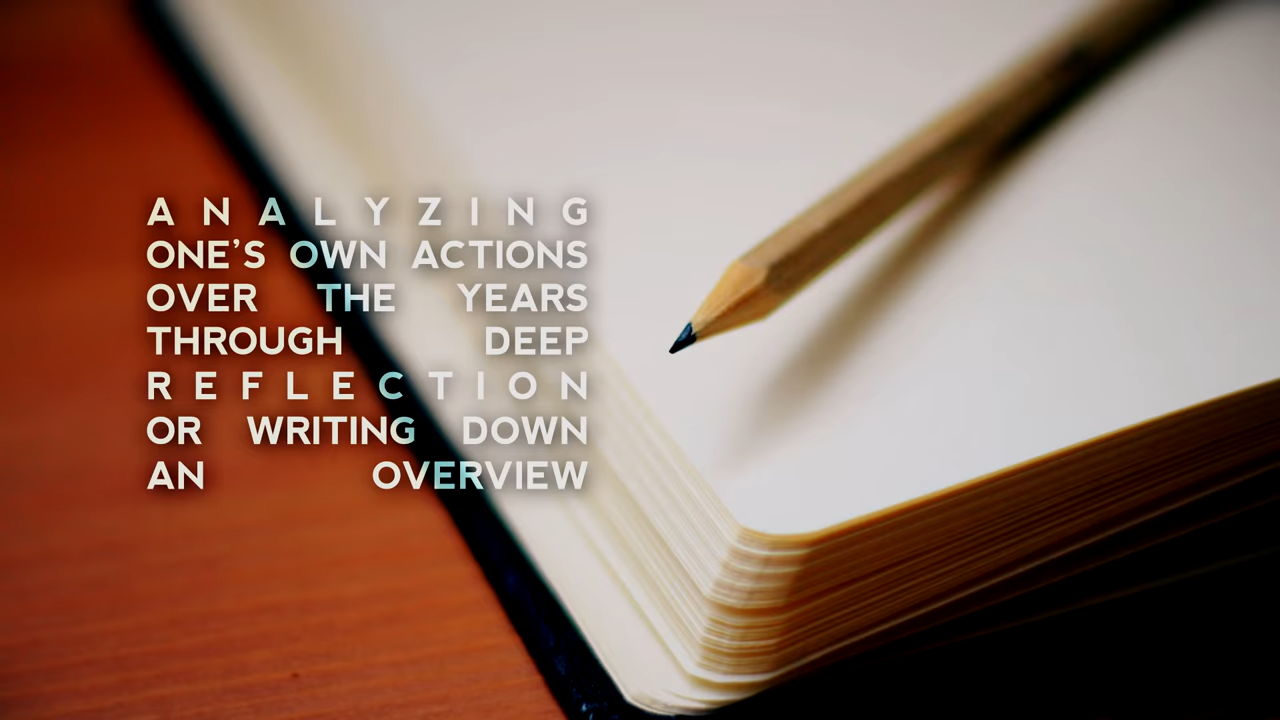 ANALYZING
ONE'S OWN ACTIONS
OVER THE YEARS
THROUGH DEEP
REFLECTION
OR WRITING DOWN
AN OVERVIEW